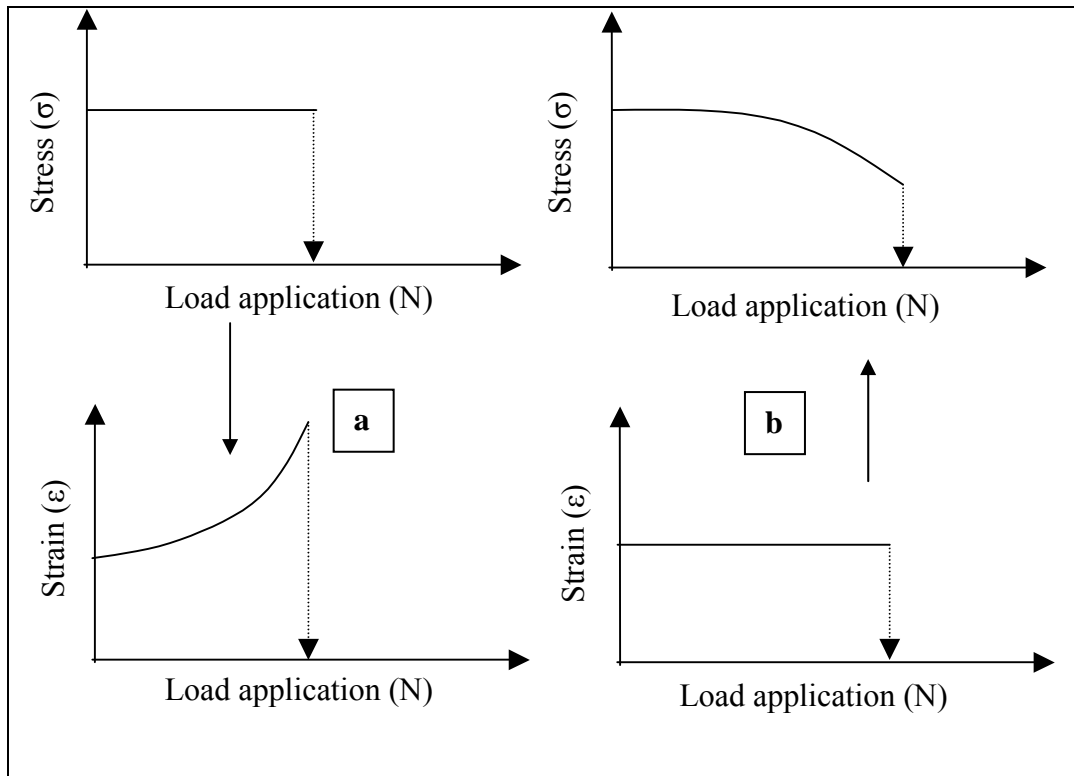 Stress (σ)
Load application (N)
Stress (σ)
Load application (N)
a
Strain (ε)
Load application (N)
b
Strain (ε)
Load application (N)